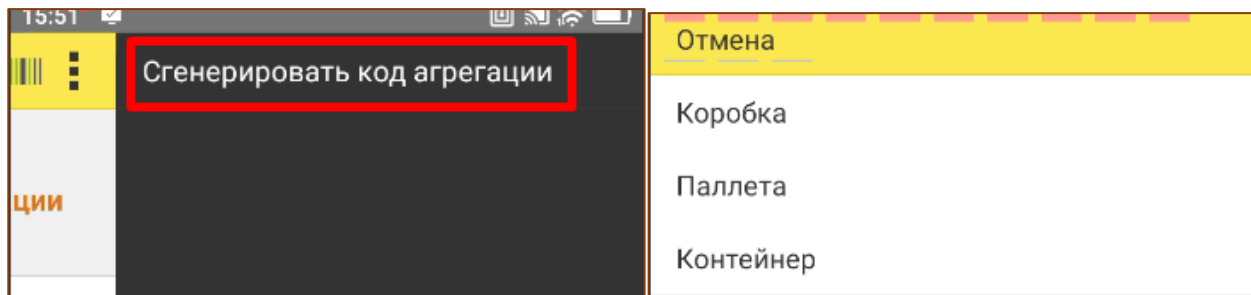 15:51
Сгенерировать код агрегации
ции
Отмена
Коробка
Паллета
Контейнер